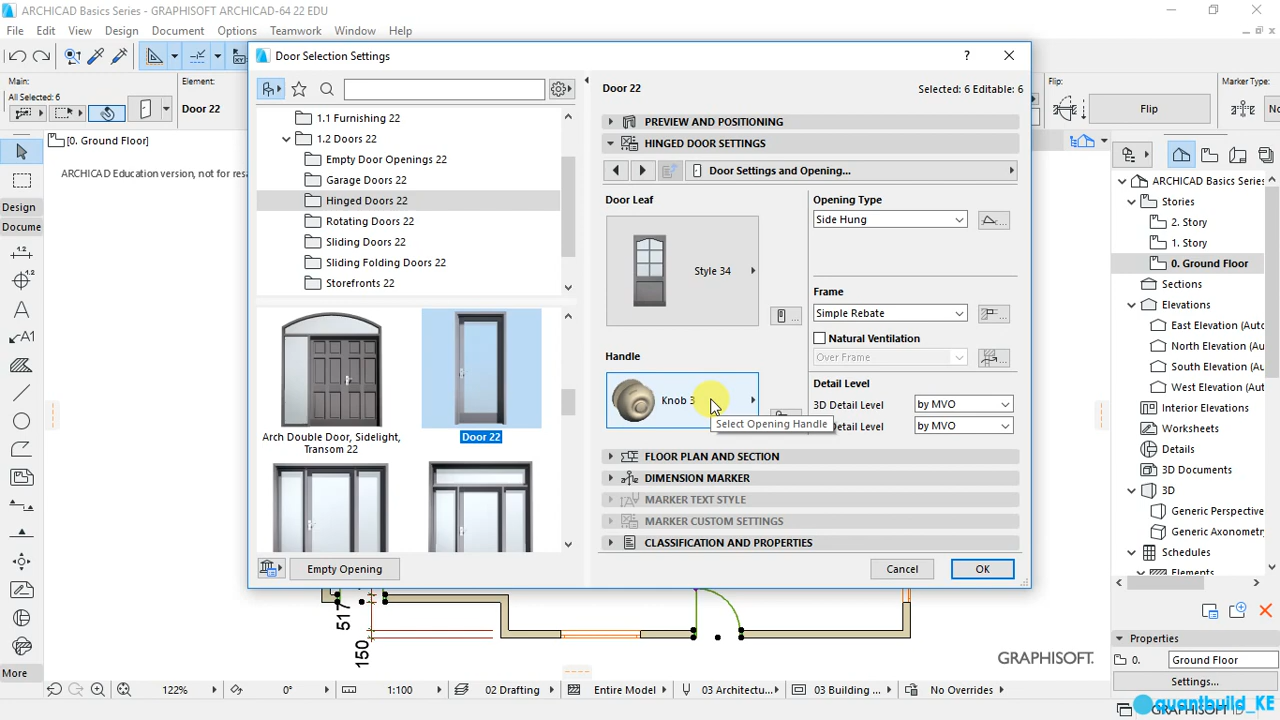 ARCHICAD Basics Series - GRAPHISOFT ARCHICAD-64 22 EDU
File Edit View Design Document Options Teamwork Window Help
Main:
All Selected: 6
Element:
Door 22
Flip:
Flip
Marker Type:
[0. Ground Floor]
ARCHICAD Education version, not for resa
Design
Docume
More
Door Selection Settings
?
1.1 Furnishing 22
1.2 Doors 22
Empty Door Openings 22
Garage Doors 22
Hinged Doors 22
Rotating Doors 22
Sliding Doors 22
Sliding Folding Doors 22
Storefronts 22
Arch Double Door, Sidelight,
Transom 22
Door 22
Empty Opening
Door 22
Selected: 6 Editable: 6
PREVIEW AND POSITIONING
HINGED DOOR SETTINGS
Door Settings and Opening...
Door Leaf
Style 34
Handle
Knob 3
Select Opening Handle
Opening Type
Side Hung
Frame
Simple Rebate
Natural Ventilation
Over Frame
Detail Level
3D Detail Level by MVO
Detail Level by MVO
FLOOR PLAN AND SECTION
DIMENSION MARKER
MARKER TEXT STYLE
MARKER CUSTOM SETTINGS
CLASSIFICATION AND PROPERTIES
Cancel
OK
ARCHICAD Basics Series
Stories
2. Story
1. Story
0. Ground Floor
Sections
Elevations
East Elevation (Auto
North Elevation (Au
South Elevation (Au
West Elevation (Aut
Interior Elevations
Worksheets
Details
3D Documents
3D
Generic Perspective
Generic Axonometr
Schedules
Elements
Properties
0. Ground Floor
Settings...
517
150
GRAPHISOFT.
122%
0°
1:100
02 Drafting
Entire Model
03 Architectu...
03 Building ...
No Overrides
GRAPHISOFT ID
quantbuild_KE